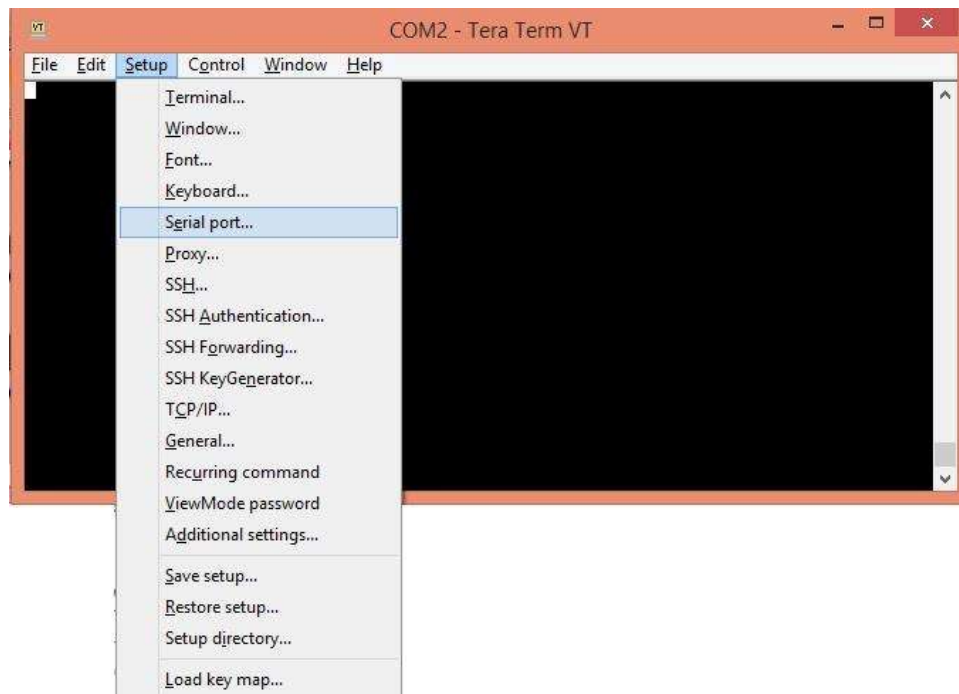 VT
COM2 - Tera Term VT
File Edit Setup Control Window Help
Terminal...
Window...
Font...
Keyboard...
Serial port...
Proxy...
SSH...
SSH Authentication...
SSH Forwarding...
SSH KeyGenerator...
TCP/IP...
General...
Recurring command
ViewMode password
Additional settings...
Save setup...
Restore setup...
Setup directory...
Load key map...